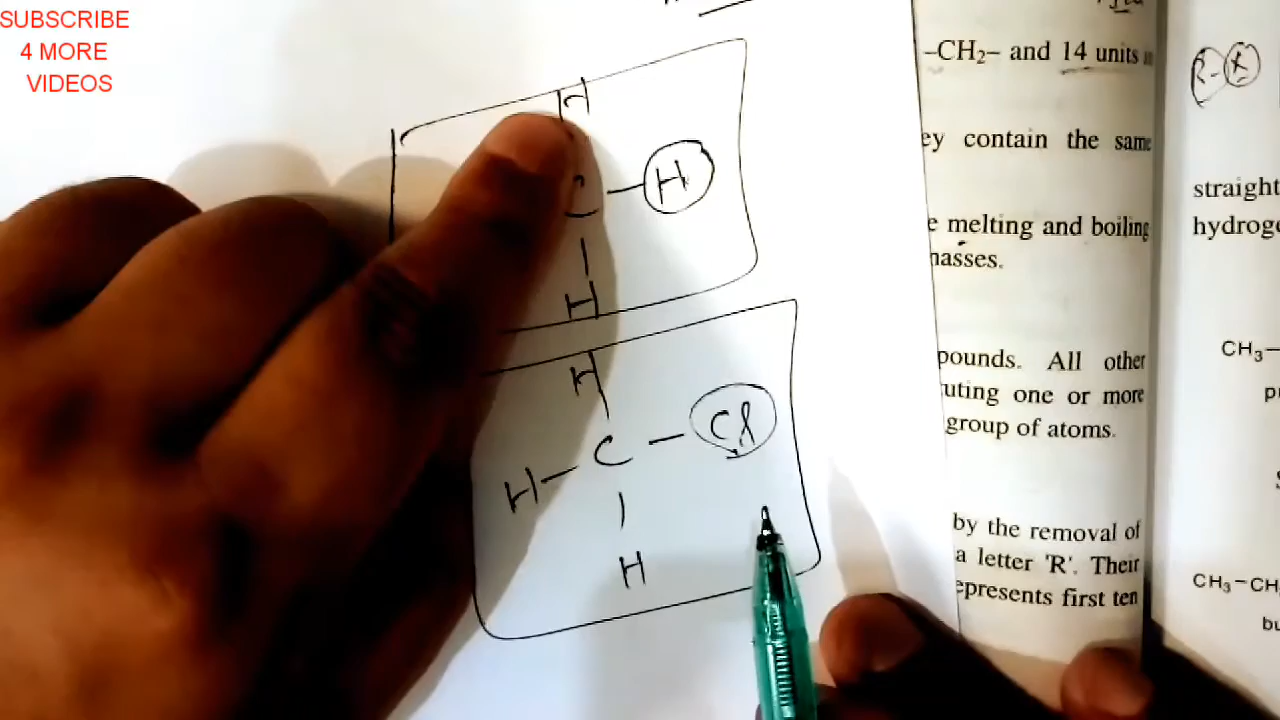 SUBSCRIBE
4 MORE
VIDEOS
H
C — H
H
H
C — Cl
H —
H
–CH₂– and 14 units
ey contain the same
e melting and boiling
asses.
pounds. All other
uting one or more
group of atoms.
by the removal of
a letter 'R'. Their
epresents first ten
R - X
straight
hydroge
CH₃ –
CH₃ – CH